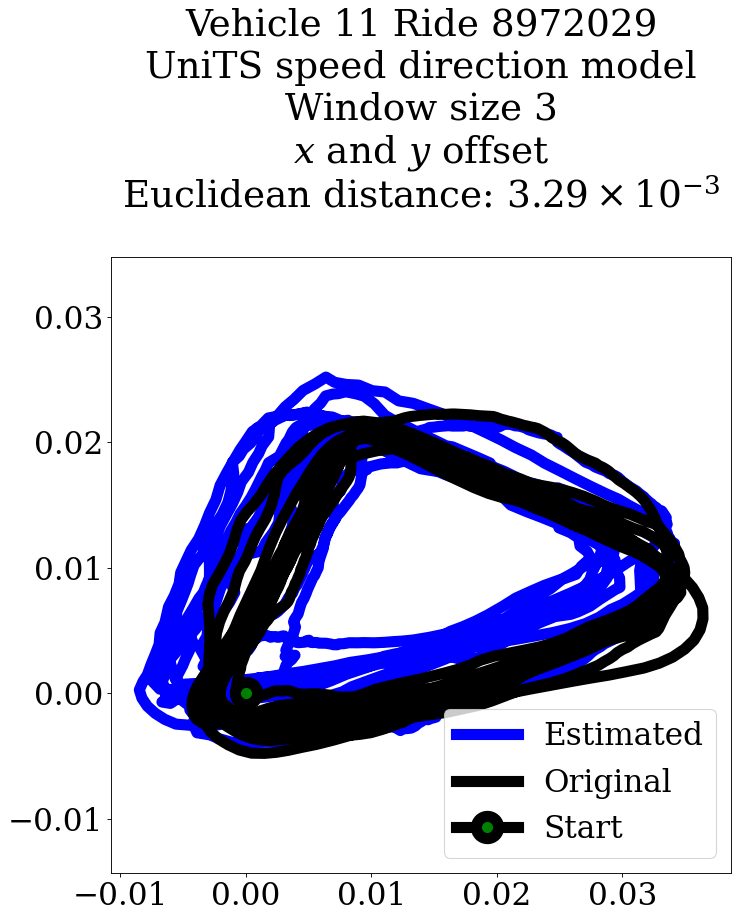 Vehicle 11 Ride 8972029
UniTS speed direction model
Window size 3
x and y offset
Euclidean distance: 3.29 × 10⁻³
0.03
0.02
0.01
0.00
−0.01
Estimated
Original
Start
−0.01 0.00 0.01 0.02 0.03